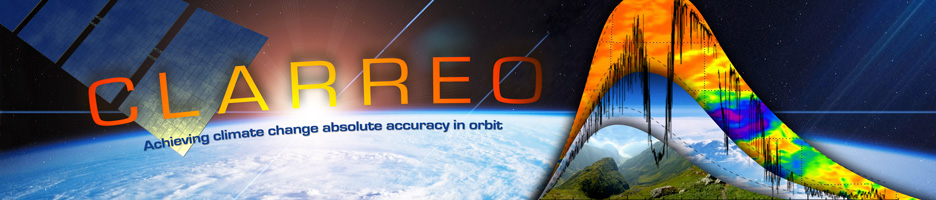 CLARREO
Achieving climate change absolute accuracy in orbit